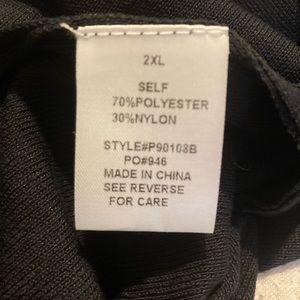 2XL
SELF
70%POLYESTER
30%NYLON
STYLE#P90108B
PO#946
MADE IN CHINA
SEE REVERSE
FOR CARE